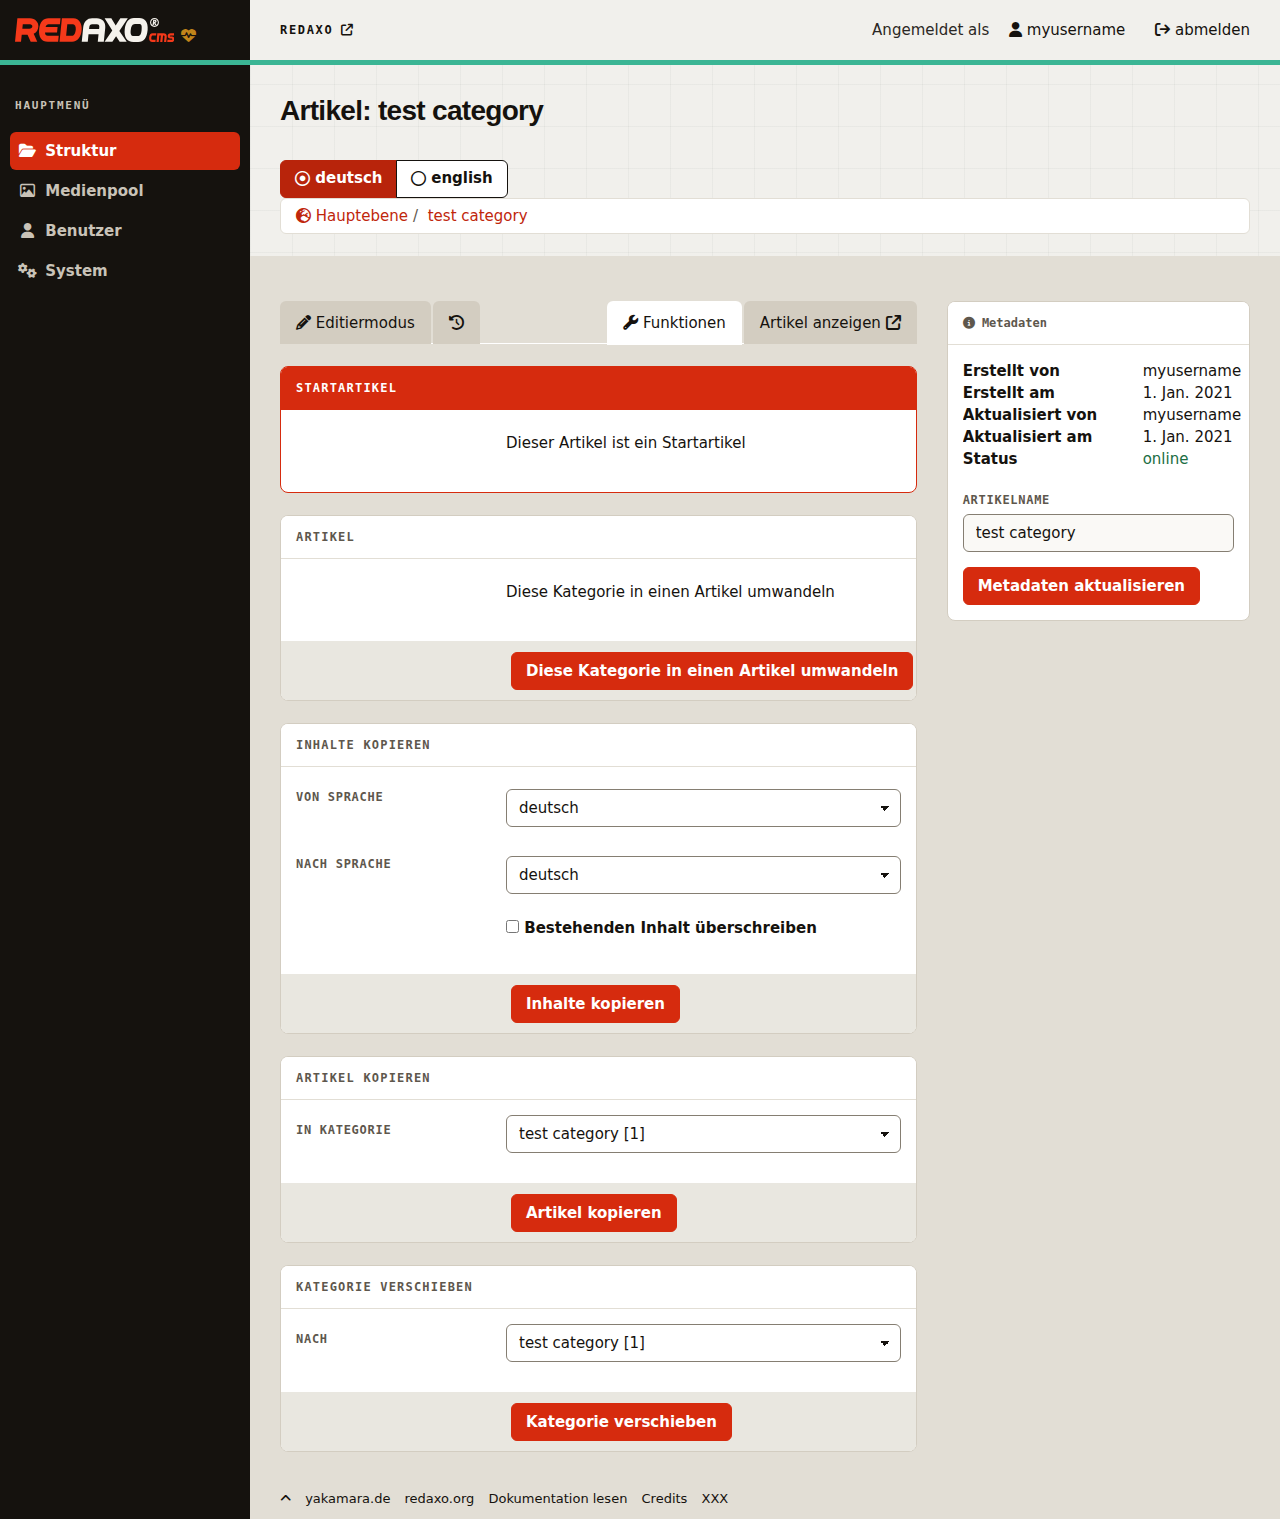 REDAXO® cms
REDAXO
Angemeldet als myusername abmelden
HAUPTMENÜ
Struktur
Medienpool
Benutzer
System
Artikel: test category
deutsch english
Hauptebene / test category
Editiermodus
Funktionen
Artikel anzeigen
STARTARTIKEL
Dieser Artikel ist ein Startartikel
ARTIKEL
Diese Kategorie in einen Artikel umwandeln
Diese Kategorie in einen Artikel umwandeln
INHALTE KOPIEREN
VON SPRACHE
deutsch
NACH SPRACHE
deutsch
Bestehenden Inhalt überschreiben
Inhalte kopieren
ARTIKEL KOPIEREN
IN KATEGORIE
test category [1]
Artikel kopieren
KATEGORIE VERSCHIEBEN
NACH
test category [1]
Kategorie verschieben
Metadaten
Erstellt von myusername
Erstellt am 1. Jan. 2021
Aktualisiert von myusername
Aktualisiert am 1. Jan. 2021
Status online
ARTIKELNAME
test category
Metadaten aktualisieren
yakamara.de redaxo.org Dokumentation lesen Credits XXX